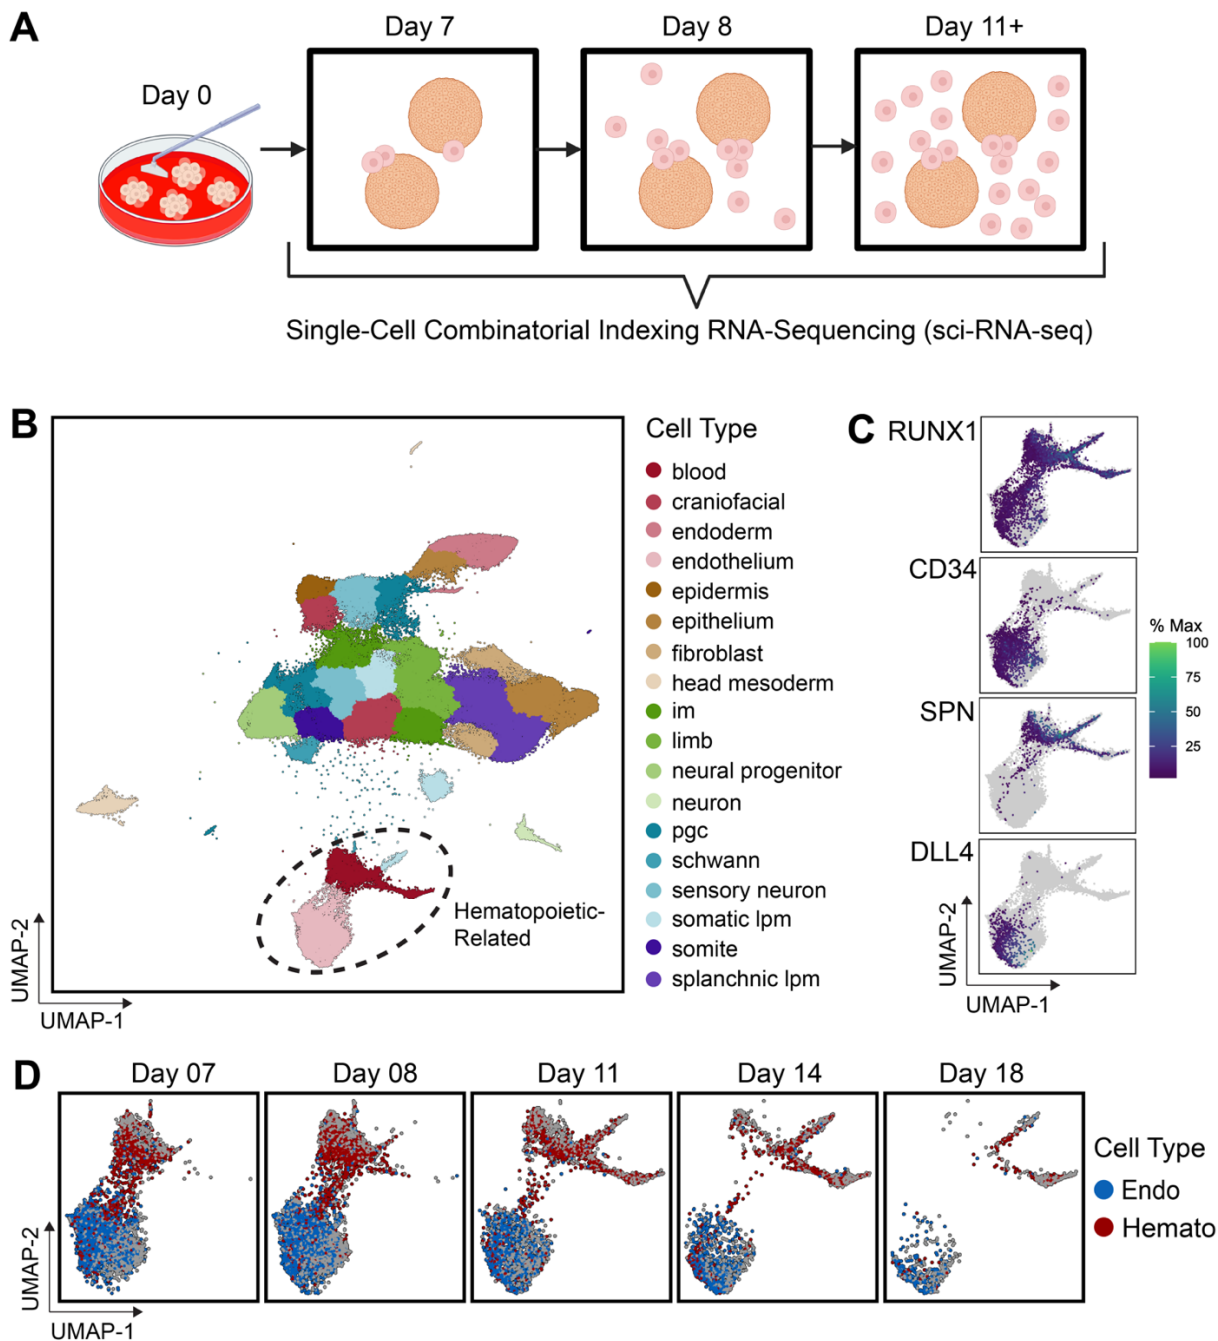 A
Day 0
Day 7
Day 8
Day 11+
Single-Cell Combinatorial Indexing RNA-Sequencing (sci-RNA-seq)
B
UMAP-2
UMAP-1
Hematopoietic-
Related
Cell Type
blood
craniofacial
endoderm
endothelium
epidermis
epithelium
fibroblast
head mesoderm
im
limb
neural progenitor
neuron
pgc
schwann
sensory neuron
somatic lpm
somite
splanchnic lpm
C
RUNX1
CD34
SPN
DLL4
UMAP-2
UMAP-1
% Max
100
75
50
25
D
Day 07
Day 08
Day 11
Day 14
Day 18
UMAP-2
UMAP-1
Cell Type
Endo
Hemato